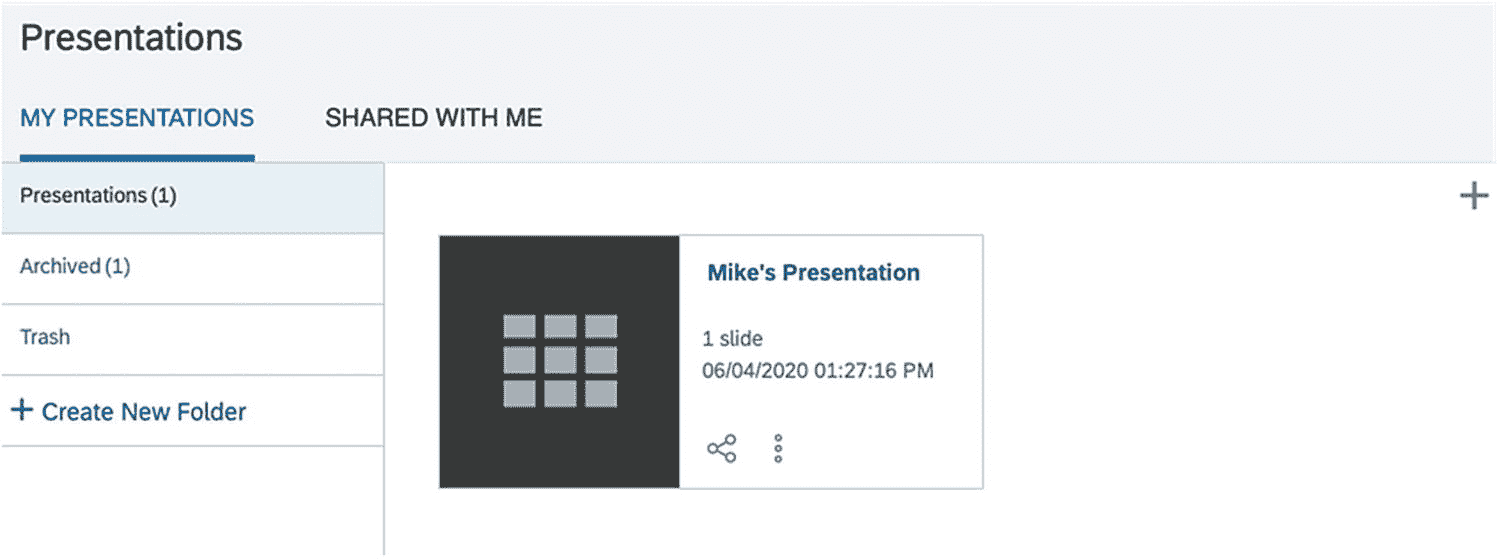 Presentations
MY PRESENTATIONS
SHARED WITH ME
Presentations (1)
Archived (1)
Trash
+ Create New Folder
+
Mike's Presentation
1 slide
06/04/2020 01:27:16 PM